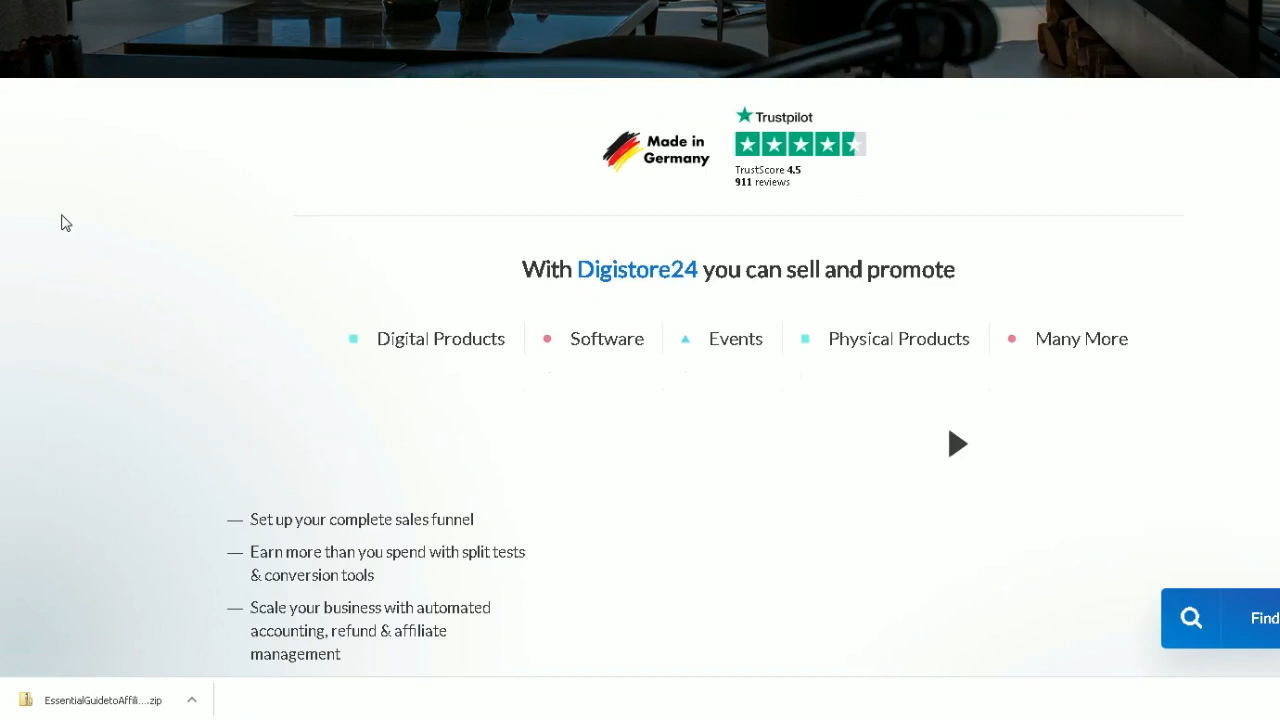 Made in
Germany
Trustpilot
TrustScore 4.5
911 reviews
With Digistore24 you can sell and promote
Digital Products
Software
Events
Physical Products
Many More
— Set up your complete sales funnel
— Earn more than you spend with split tests
& conversion tools
— Scale your business with automated
accounting, refund & affiliate
management
Find
EssentialGuidetoAffili....zip